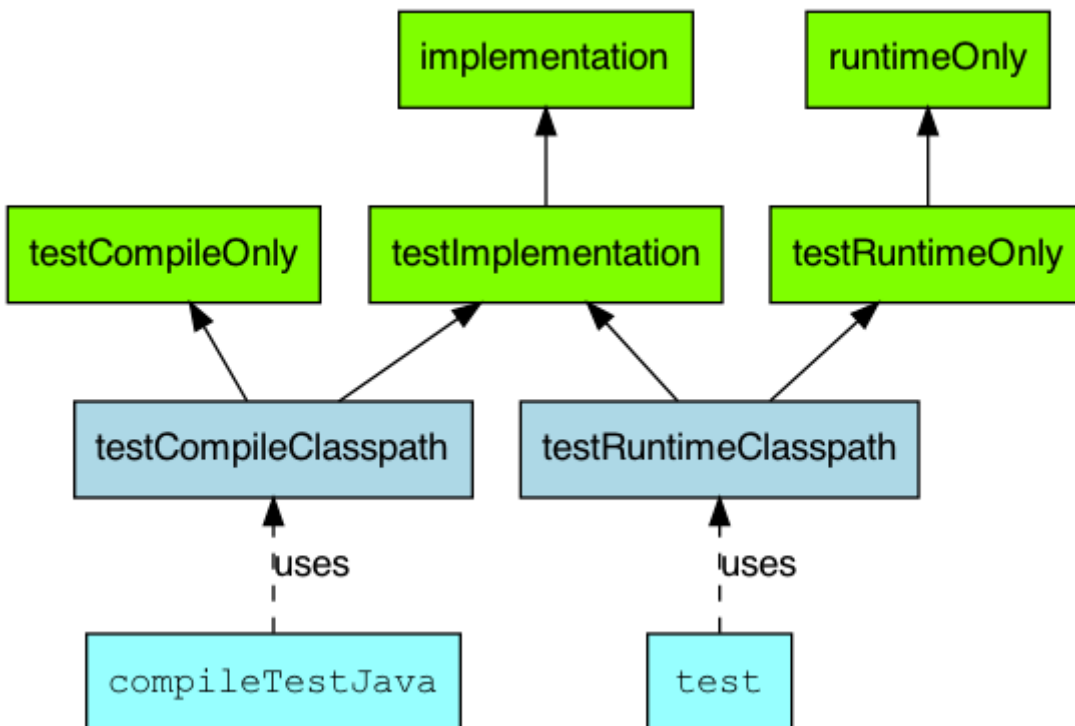 implementation
runtimeOnly
testCompileOnly
testImplementation
testRuntimeOnly
testCompileClasspath
testRuntimeClasspath
uses
uses
compileTestJava
test